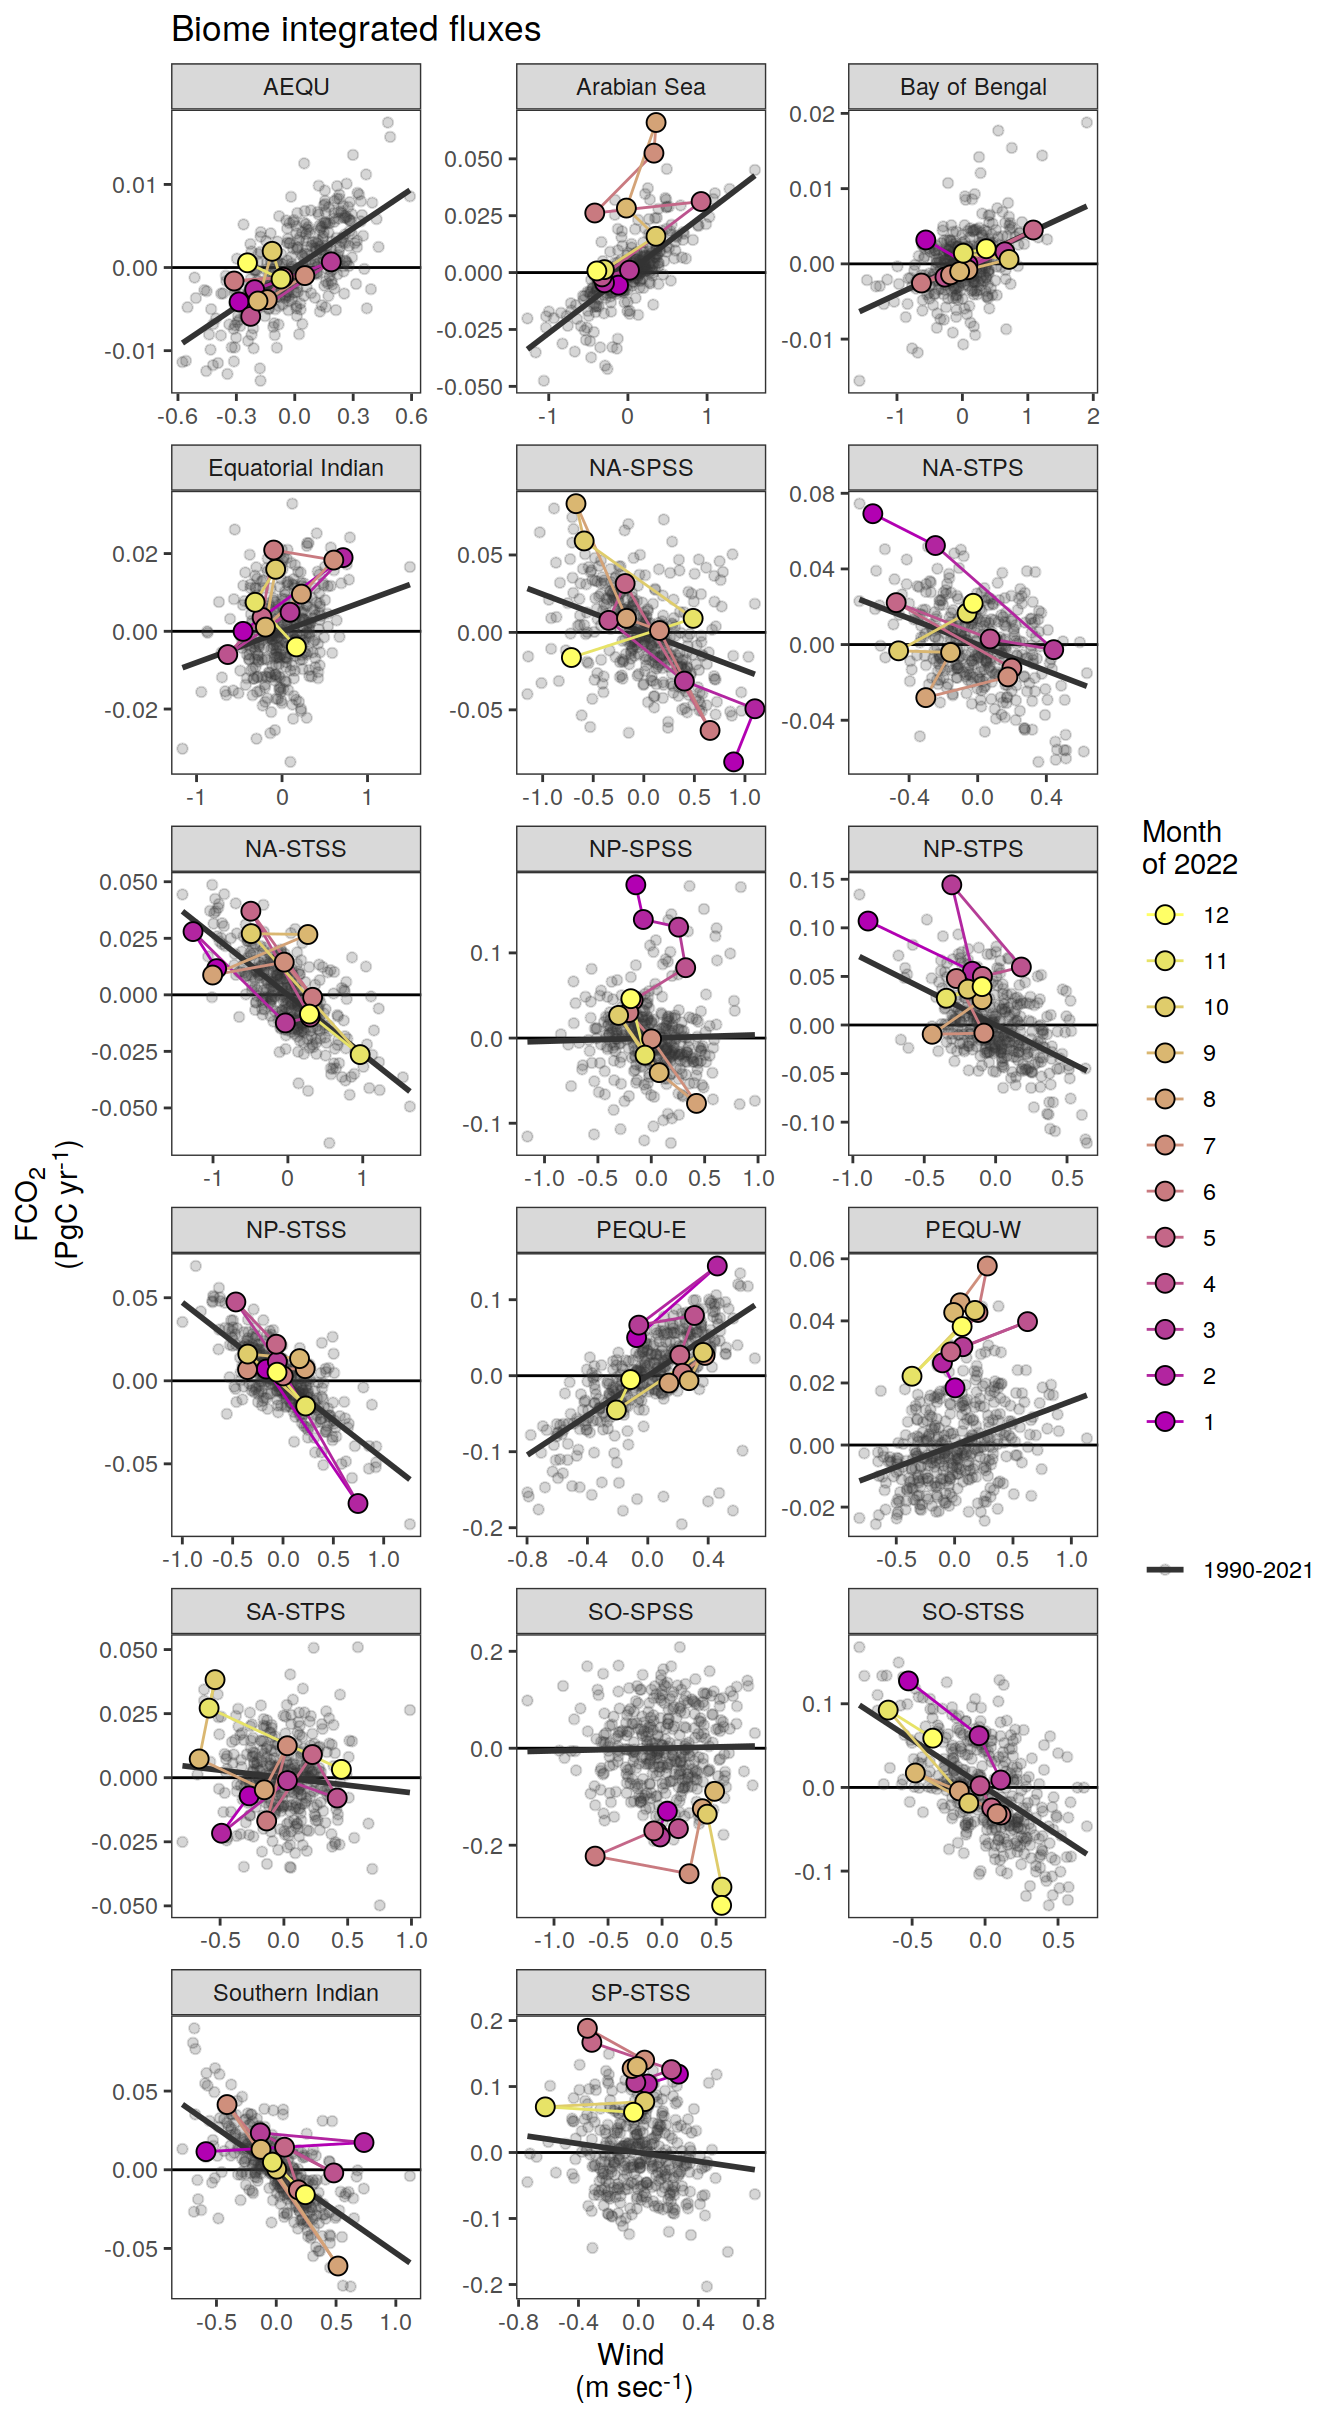 Biome integrated fluxes
AEQU
Arabian Sea
Bay of Bengal
0.01
0.00
-0.01
-0.6 -0.3 0.0 0.3 0.6
0.050
0.025
0.000
-0.025
-0.050
-1 0 1
0.02
0.01
0.00
-0.01
-1 0 1 2
Equatorial Indian
NA-SPSS
NA-STPS
0.02
0.00
-0.02
-1 0 1
0.05
0.00
-0.05
-1.0 -0.5 0.0 0.5 1.0
0.08
0.04
0.00
-0.04
-0.4 0.0 0.4
NA-STSS
NP-SPSS
NP-STPS
0.050
0.025
0.000
-0.025
-0.050
-1 0 1
0.1
0.0
-0.1
-1.0 -0.5 0.0 0.5 1.0
0.15
0.10
0.05
0.00
-0.05
-0.10
-1.0 -0.5 0.0 0.5
NP-STSS
PEQU-E
PEQU-W
0.05
0.00
-0.05
-1.0 -0.5 0.0 0.5 1.0
0.1
0.0
-0.1
-0.2
-0.8 -0.4 0.0 0.4
0.06
0.04
0.02
0.00
-0.02
-0.5 0.0 0.5 1.0
SA-STPS
SO-SPSS
SO-STSS
0.050
0.025
0.000
-0.025
-0.050
-0.5 0.0 0.5 1.0
0.2
0.0
-0.2
-1.0 -0.5 0.0 0.5
0.1
0.0
-0.1
-0.5 0.0 0.5
Southern Indian
SP-STSS
0.05
0.00
-0.05
-0.5 0.0 0.5 1.0
0.2
0.1
0.0
-0.1
-0.2
-0.8 -0.4 0.0 0.4 0.8
FCO₂
(PgC yr⁻¹)
Wind
(m sec⁻¹)
Month
of 2022
12
11
10
9
8
7
6
5
4
3
2
1
1990-2021